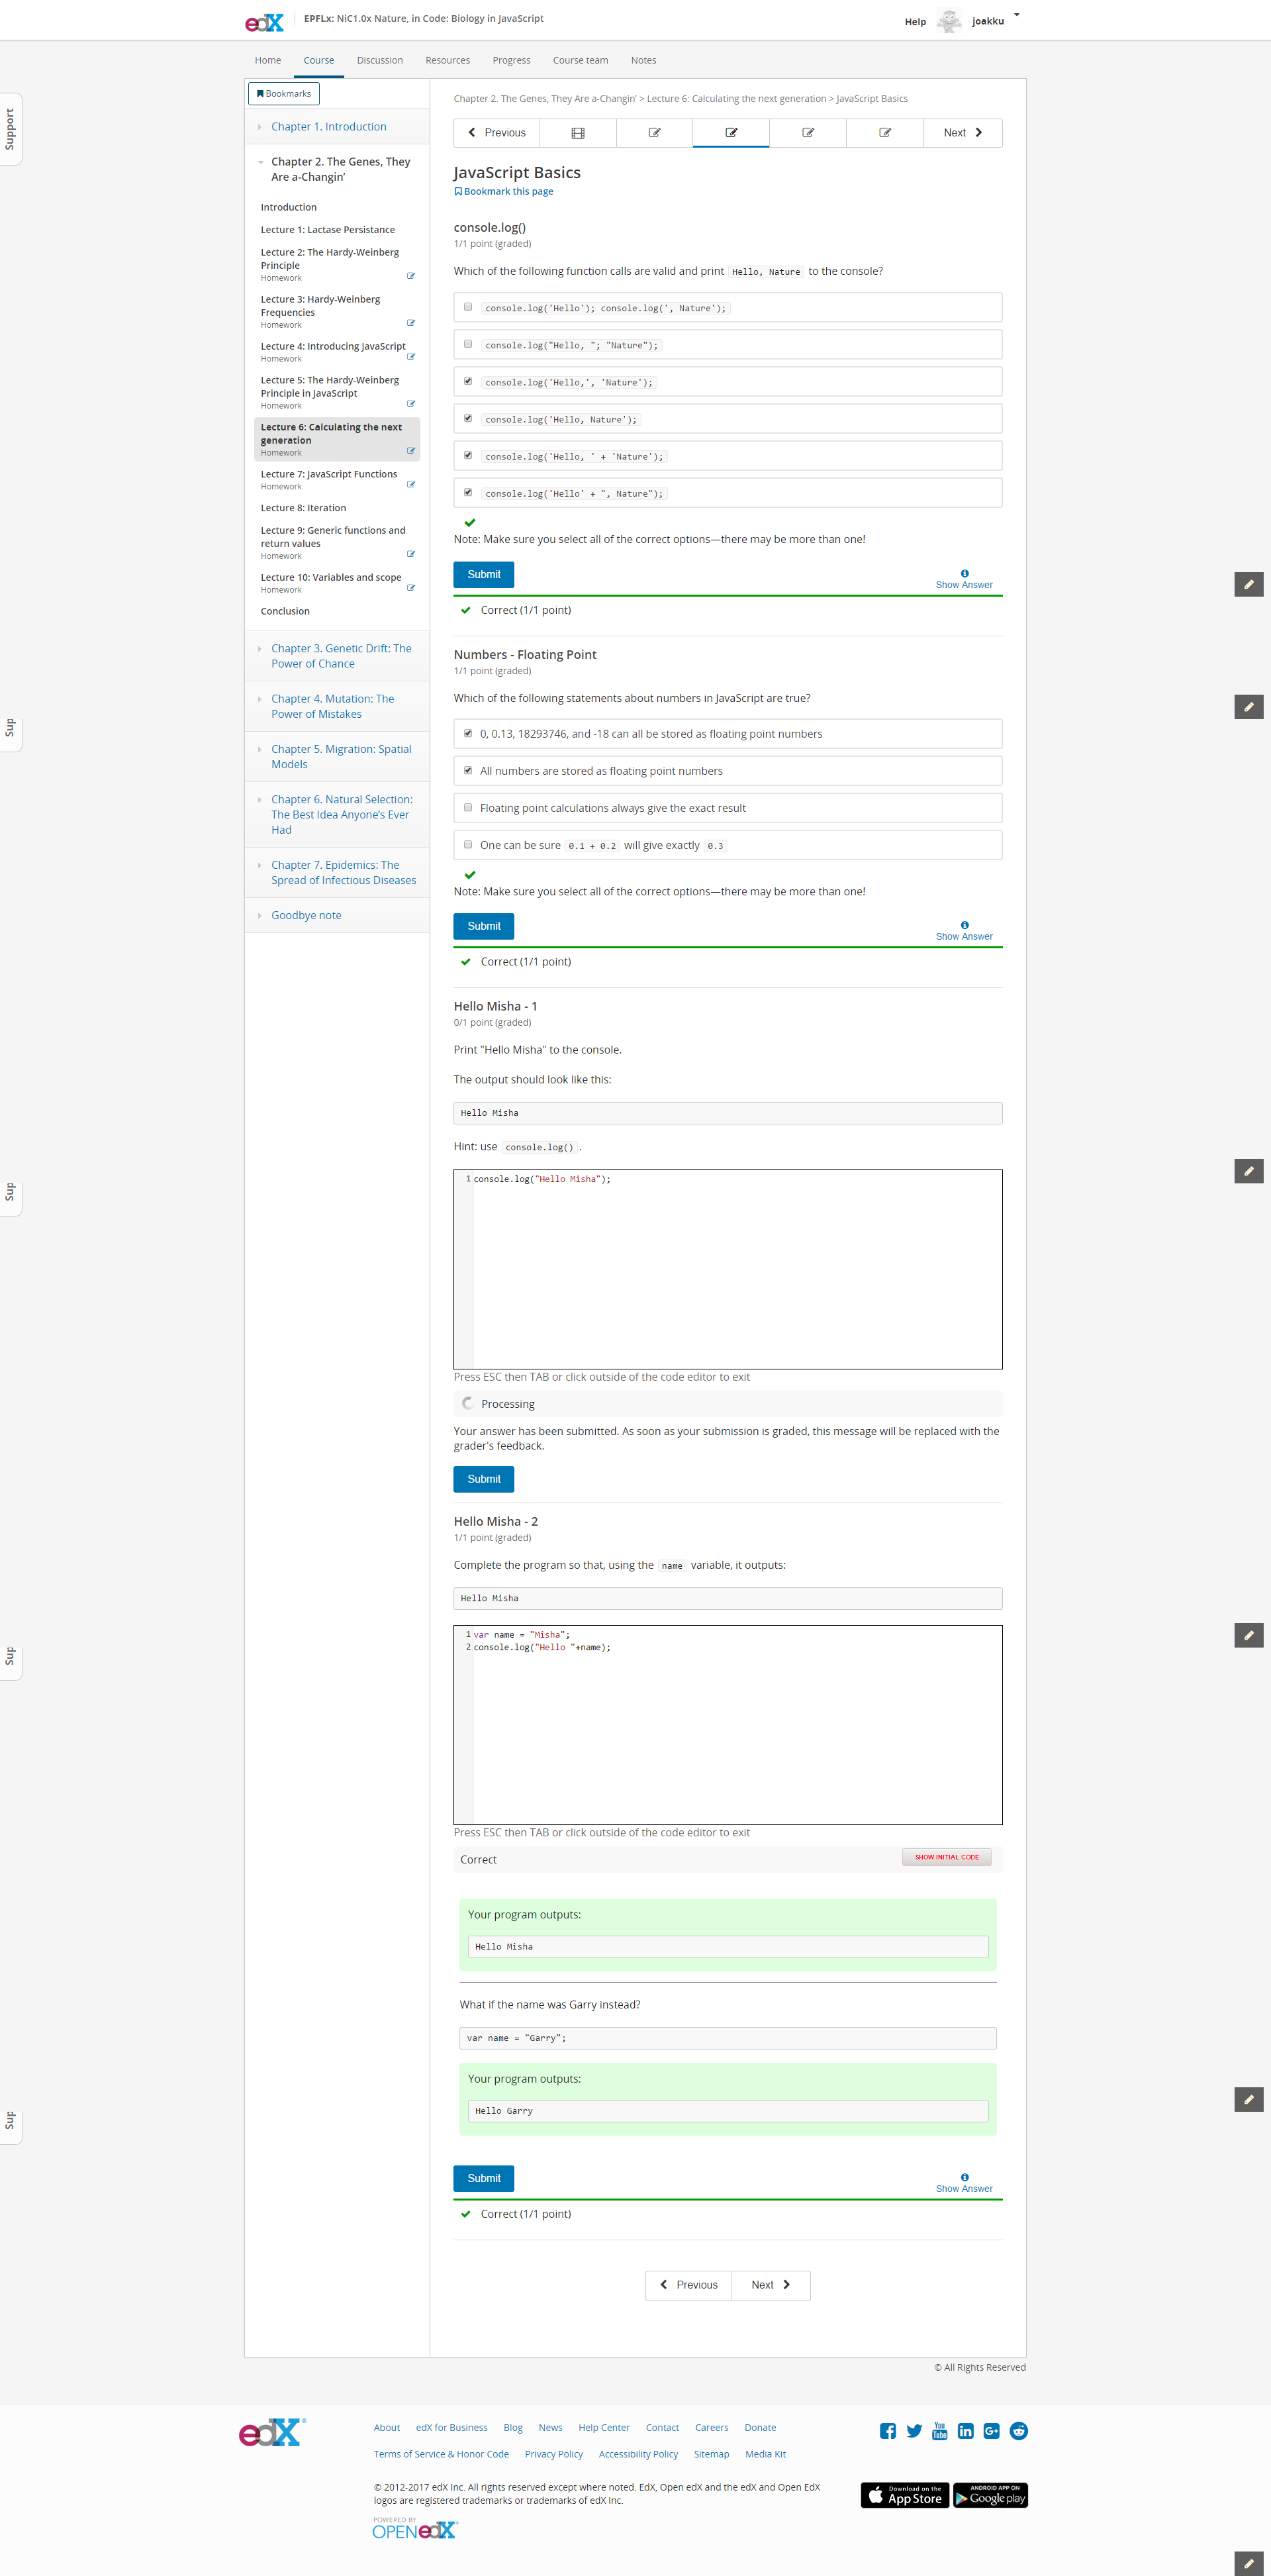 edX
EPFLx: NiC1.0x Nature, in Code: Biology in JavaScript
Help
joakku
Home
Course
Discussion
Resources
Progress
Course team
Notes
Support
Bookmarks
Chapter 1. Introduction
Chapter 2. The Genes, They
Are a-Changin’
Introduction
Lecture 1: Lactase Persistance
Lecture 2: The Hardy-Weinberg
Principle
Homework
Lecture 3: Hardy-Weinberg
Frequencies
Homework
Lecture 4: Introducing JavaScript
Homework
Lecture 5: The Hardy-Weinberg
Principle in JavaScript
Homework
Lecture 6: Calculating the next
generation
Homework
Lecture 7: JavaScript Functions
Homework
Lecture 8: Iteration
Lecture 9: Generic functions and
return values
Homework
Lecture 10: Variables and scope
Homework
Conclusion
Chapter 3. Genetic Drift: The
Power of Chance
Chapter 4. Mutation: The
Power of Mistakes
Chapter 5. Migration: Spatial
Models
Chapter 6. Natural Selection:
The Best Idea Anyone’s Ever
Had
Chapter 7. Epidemics: The
Spread of Infectious Diseases
Goodbye note
Sup
Sup
Sup
Sup
Chapter 2. The Genes, They Are a-Changin’ > Lecture 6: Calculating the next generation > JavaScript Basics
Previous
Next
JavaScript Basics
Bookmark this page
console.log()
1/1 point (graded)
Which of the following function calls are valid and print Hello, Nature to the console?
console.log('Hello'); console.log(', Nature');
console.log("Hello, "; "Nature");
console.log('Hello,', 'Nature');
console.log('Hello, Nature');
console.log('Hello, ' + 'Nature');
console.log('Hello' + ", Nature");
Note: Make sure you select all of the correct options—there may be more than one!
Submit
Show Answer
Correct (1/1 point)
Numbers - Floating Point
1/1 point (graded)
Which of the following statements about numbers in JavaScript are true?
0, 0.13, 18293746, and -18 can all be stored as floating point numbers
All numbers are stored as floating point numbers
Floating point calculations always give the exact result
One can be sure 0.1 + 0.2 will give exactly 0.3
Note: Make sure you select all of the correct options—there may be more than one!
Submit
Show Answer
Correct (1/1 point)
Hello Misha - 1
0/1 point (graded)
Print "Hello Misha" to the console.
The output should look like this:
Hello Misha
Hint: use console.log() .
1 console.log("Hello Misha");
Press ESC then TAB or click outside of the code editor to exit
Processing
Your answer has been submitted. As soon as your submission is graded, this message will be replaced with the
grader's feedback.
Submit
Hello Misha - 2
1/1 point (graded)
Complete the program so that, using the name variable, it outputs:
Hello Misha
1 var name = "Misha";
2 console.log("Hello "+name);
Press ESC then TAB or click outside of the code editor to exit
Correct
SHOW INITIAL CODE
Your program outputs:
Hello Misha
What if the name was Garry instead?
var name = "Garry";
Your program outputs:
Hello Garry
Submit
Show Answer
Correct (1/1 point)
Previous
Next
© All Rights Reserved
edX
About
edX for Business
Blog
News
Help Center
Contact
Careers
Donate
Terms of Service & Honor Code
Privacy Policy
Accessibility Policy
Sitemap
Media Kit
© 2012-2017 edX Inc. All rights reserved except where noted. EdX, Open edX and the edX and Open EdX
logos are registered trademarks or trademarks of edX Inc.
POWERED BY
OPEN edX
You
Tube
Download on the
App Store
ANDROID APP ON
Google play